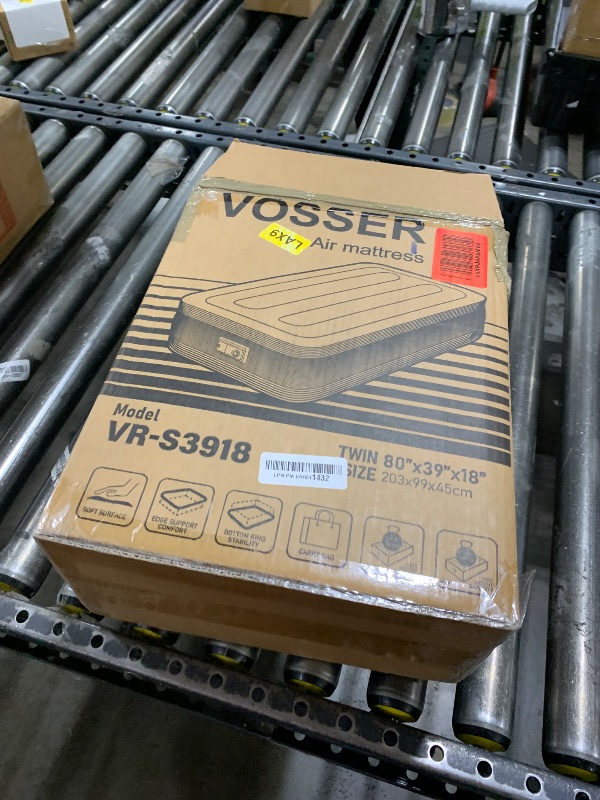 VOSSER
LAX9
Air mattress
Model
VR-S3918
TWIN 80"x39"x18"
SIZE 203x99x45cm
1432
SOFT SURFACE
EDGE SUPPORT
COMFORT
BOTTOM RING
STABILITY
CARRY BAG